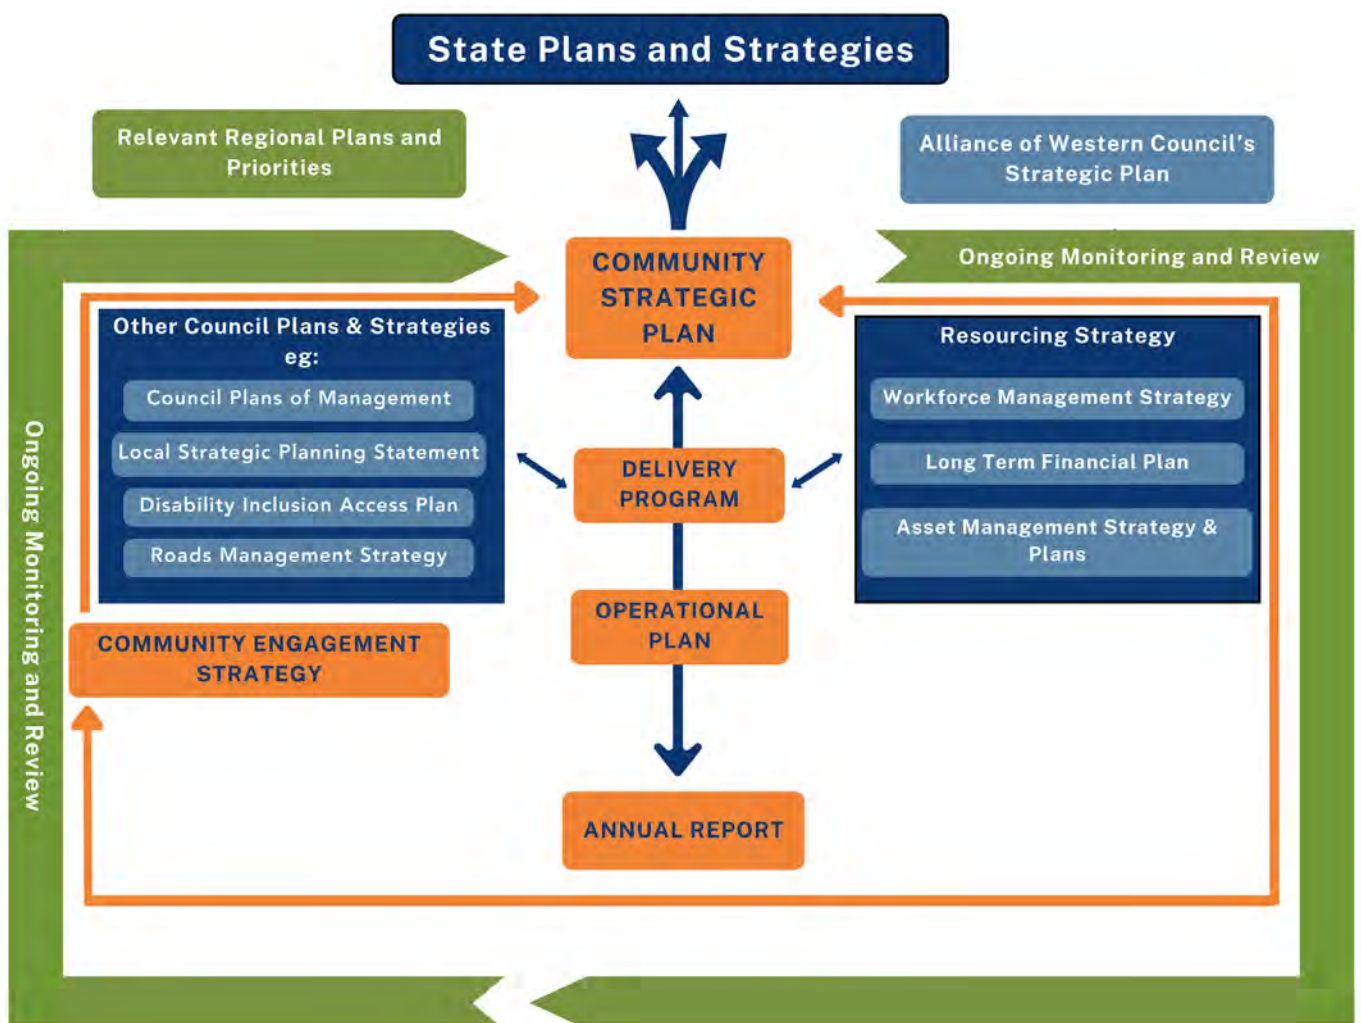 State Plans and Strategies
Relevant Regional Plans and
Priorities
Alliance of Western Council's
Strategic Plan
COMMUNITY
STRATEGIC
PLAN
Ongoing Monitoring and Review
Other Council Plans & Strategies
eg:
Council Plans of Management
Local Strategic Planning Statement
Disability Inclusion Access Plan
Roads Management Strategy
Resourcing Strategy
Workforce Management Strategy
Long Term Financial Plan
Asset Management Strategy &
Plans
DELIVERY
PROGRAM
OPERATIONAL
PLAN
COMMUNITY ENGAGEMENT
STRATEGY
Ongoing Monitoring and Review
ANNUAL REPORT